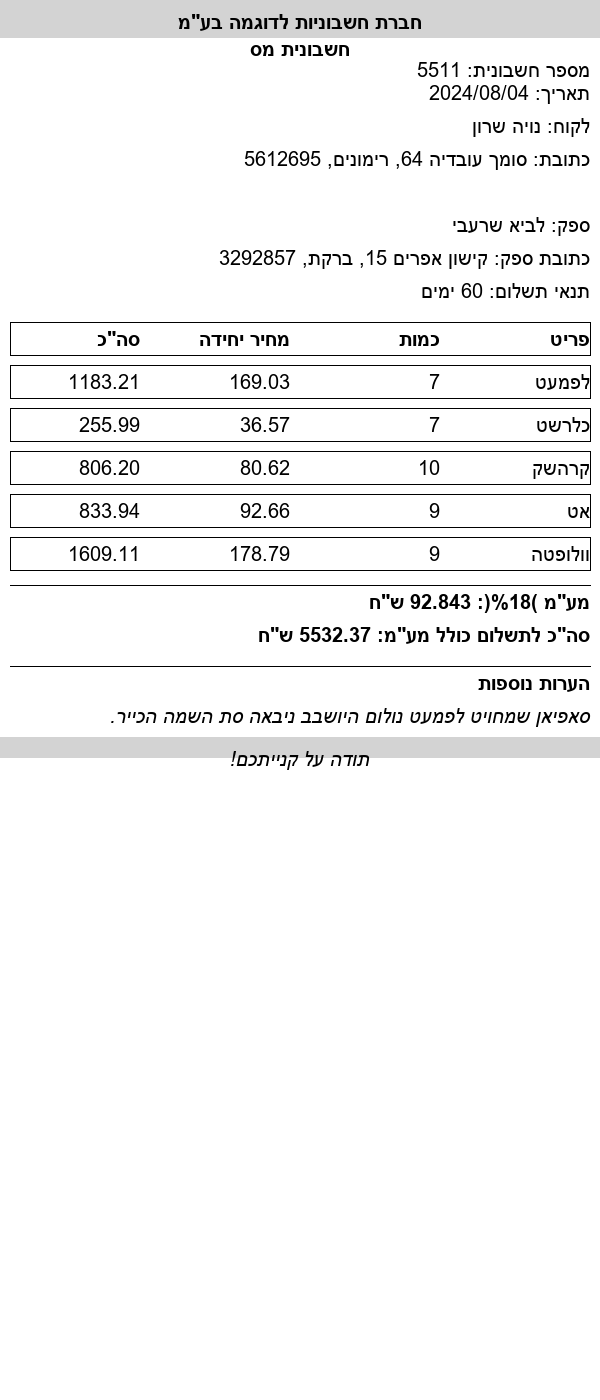 חברת חשבוניות לדוגמה בע"מ
חשבונית מס
מספר חשבונית: 5511
תאריך: 2024/08/04
לקוח: נויה שרון
כתובת: סומך עובדיה 64, רימונים, 5612695
ספק: לביא שרעבי
כתובת ספק: קישון אפרים 15, ברקת, 3292857
תנאי תשלום: 60 ימים
פריט כמות מחיר יחידה סה"כ
לפמעט 7 169.03 1183.21
כלרשט 7 36.57 255.99
קרהשק 10 80.62 806.20
אט 9 92.66 833.94
וולופטה 9 178.79 1609.11
מע"מ )18%(: 92.843 ש"ח
סה"כ לתשלום כולל מע"מ: 5532.37 ש"ח
הערות נוספות
סאפיאן שמחויט לפמעט נולום היושבב ניבאה סת השמה הכייר.
תודה על קנייתכם!